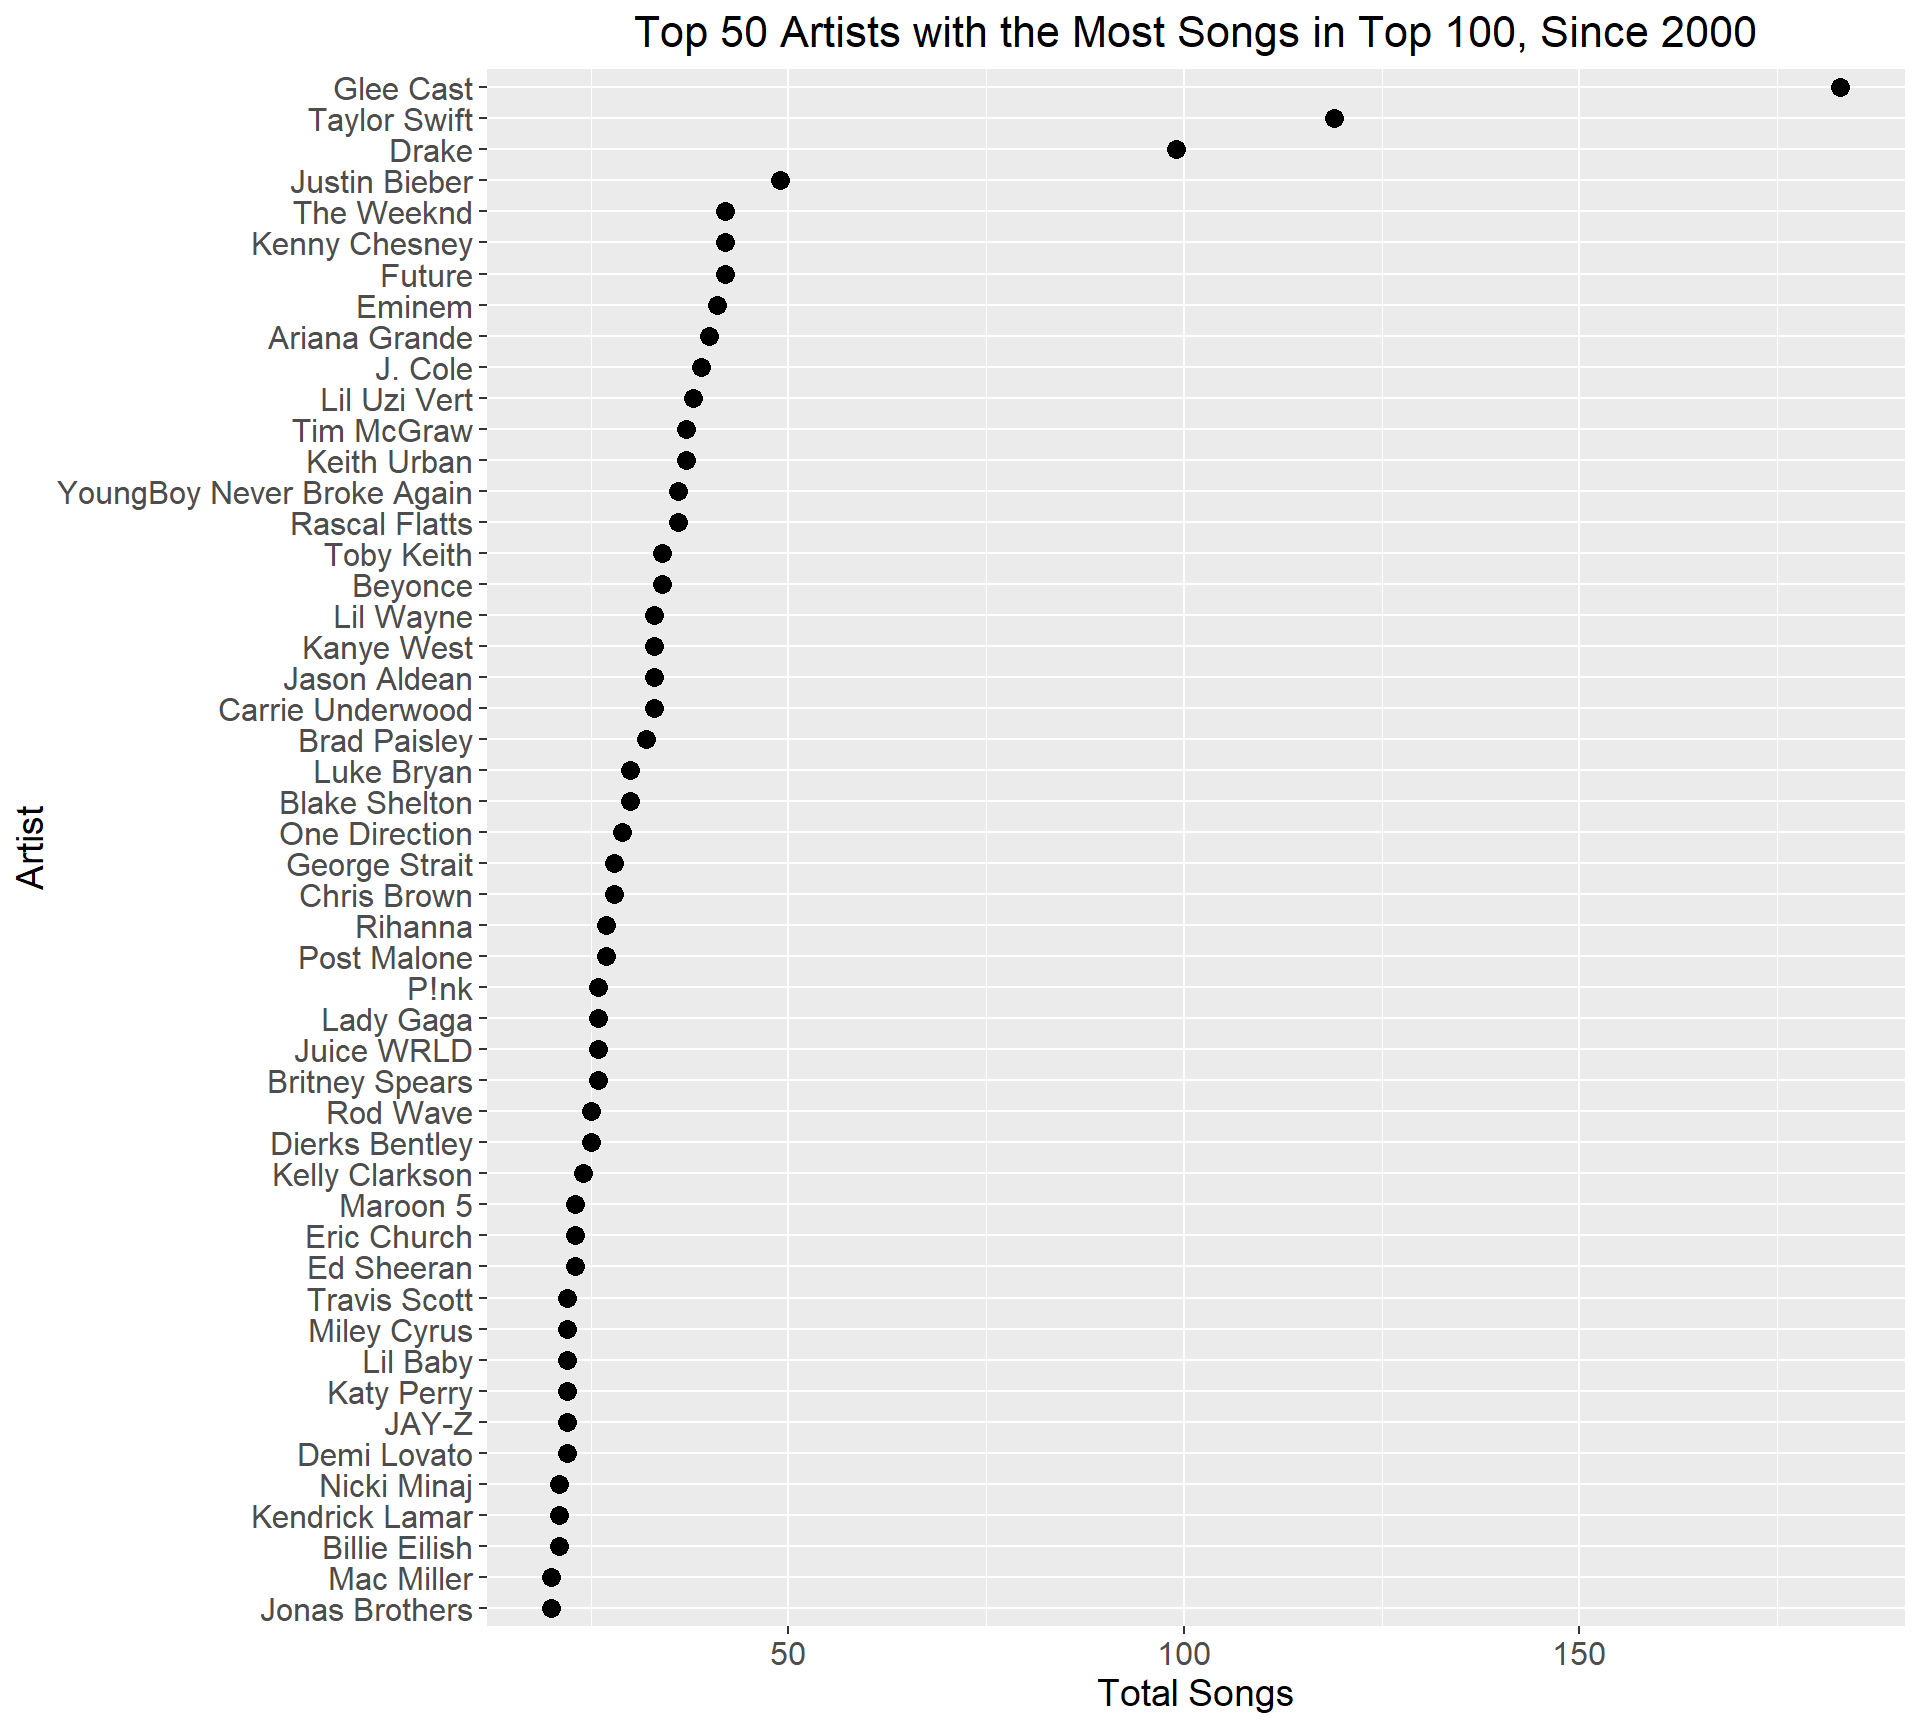 Top 50 Artists with the Most Songs in Top 100, Since 2000
Glee Cast
Taylor Swift
Drake
Justin Bieber
The Weeknd
Kenny Chesney
Future
Eminem
Ariana Grande
J. Cole
Lil Uzi Vert
Tim McGraw
Keith Urban
YoungBoy Never Broke Again
Rascal Flatts
Toby Keith
Beyonce
Lil Wayne
Kanye West
Jason Aldean
Carrie Underwood
Brad Paisley
Luke Bryan
Blake Shelton
One Direction
George Strait
Chris Brown
Rihanna
Post Malone
P!nk
Lady Gaga
Juice WRLD
Britney Spears
Rod Wave
Dierks Bentley
Kelly Clarkson
Maroon 5
Eric Church
Ed Sheeran
Travis Scott
Miley Cyrus
Lil Baby
Katy Perry
JAY-Z
Demi Lovato
Nicki Minaj
Kendrick Lamar
Billie Eilish
Mac Miller
Jonas Brothers
Artist
50 100 150
Total Songs